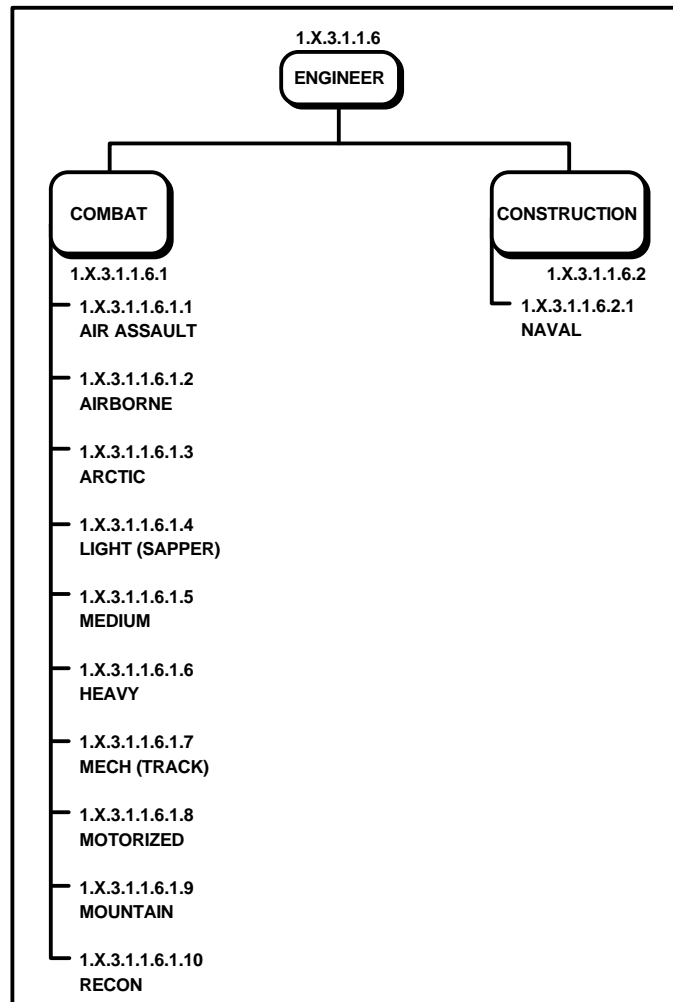 1.X.3.1.1.6
ENGINEER
COMBAT
1.X.3.1.1.6.1
1.X.3.1.1.6.1.1
AIR ASSAULT
1.X.3.1.1.6.1.2
AIRBORNE
1.X.3.1.1.6.1.3
ARCTIC
1.X.3.1.1.6.1.4
LIGHT (SAPPER)
1.X.3.1.1.6.1.5
MEDIUM
1.X.3.1.1.6.1.6
HEAVY
1.X.3.1.1.6.1.7
MECH (TRACK)
1.X.3.1.1.6.1.8
MOTORIZED
1.X.3.1.1.6.1.9
MOUNTAIN
1.X.3.1.1.6.1.10
RECON
CONSTRUCTION
1.X.3.1.1.6.2
1.X.3.1.1.6.2.1
NAVAL